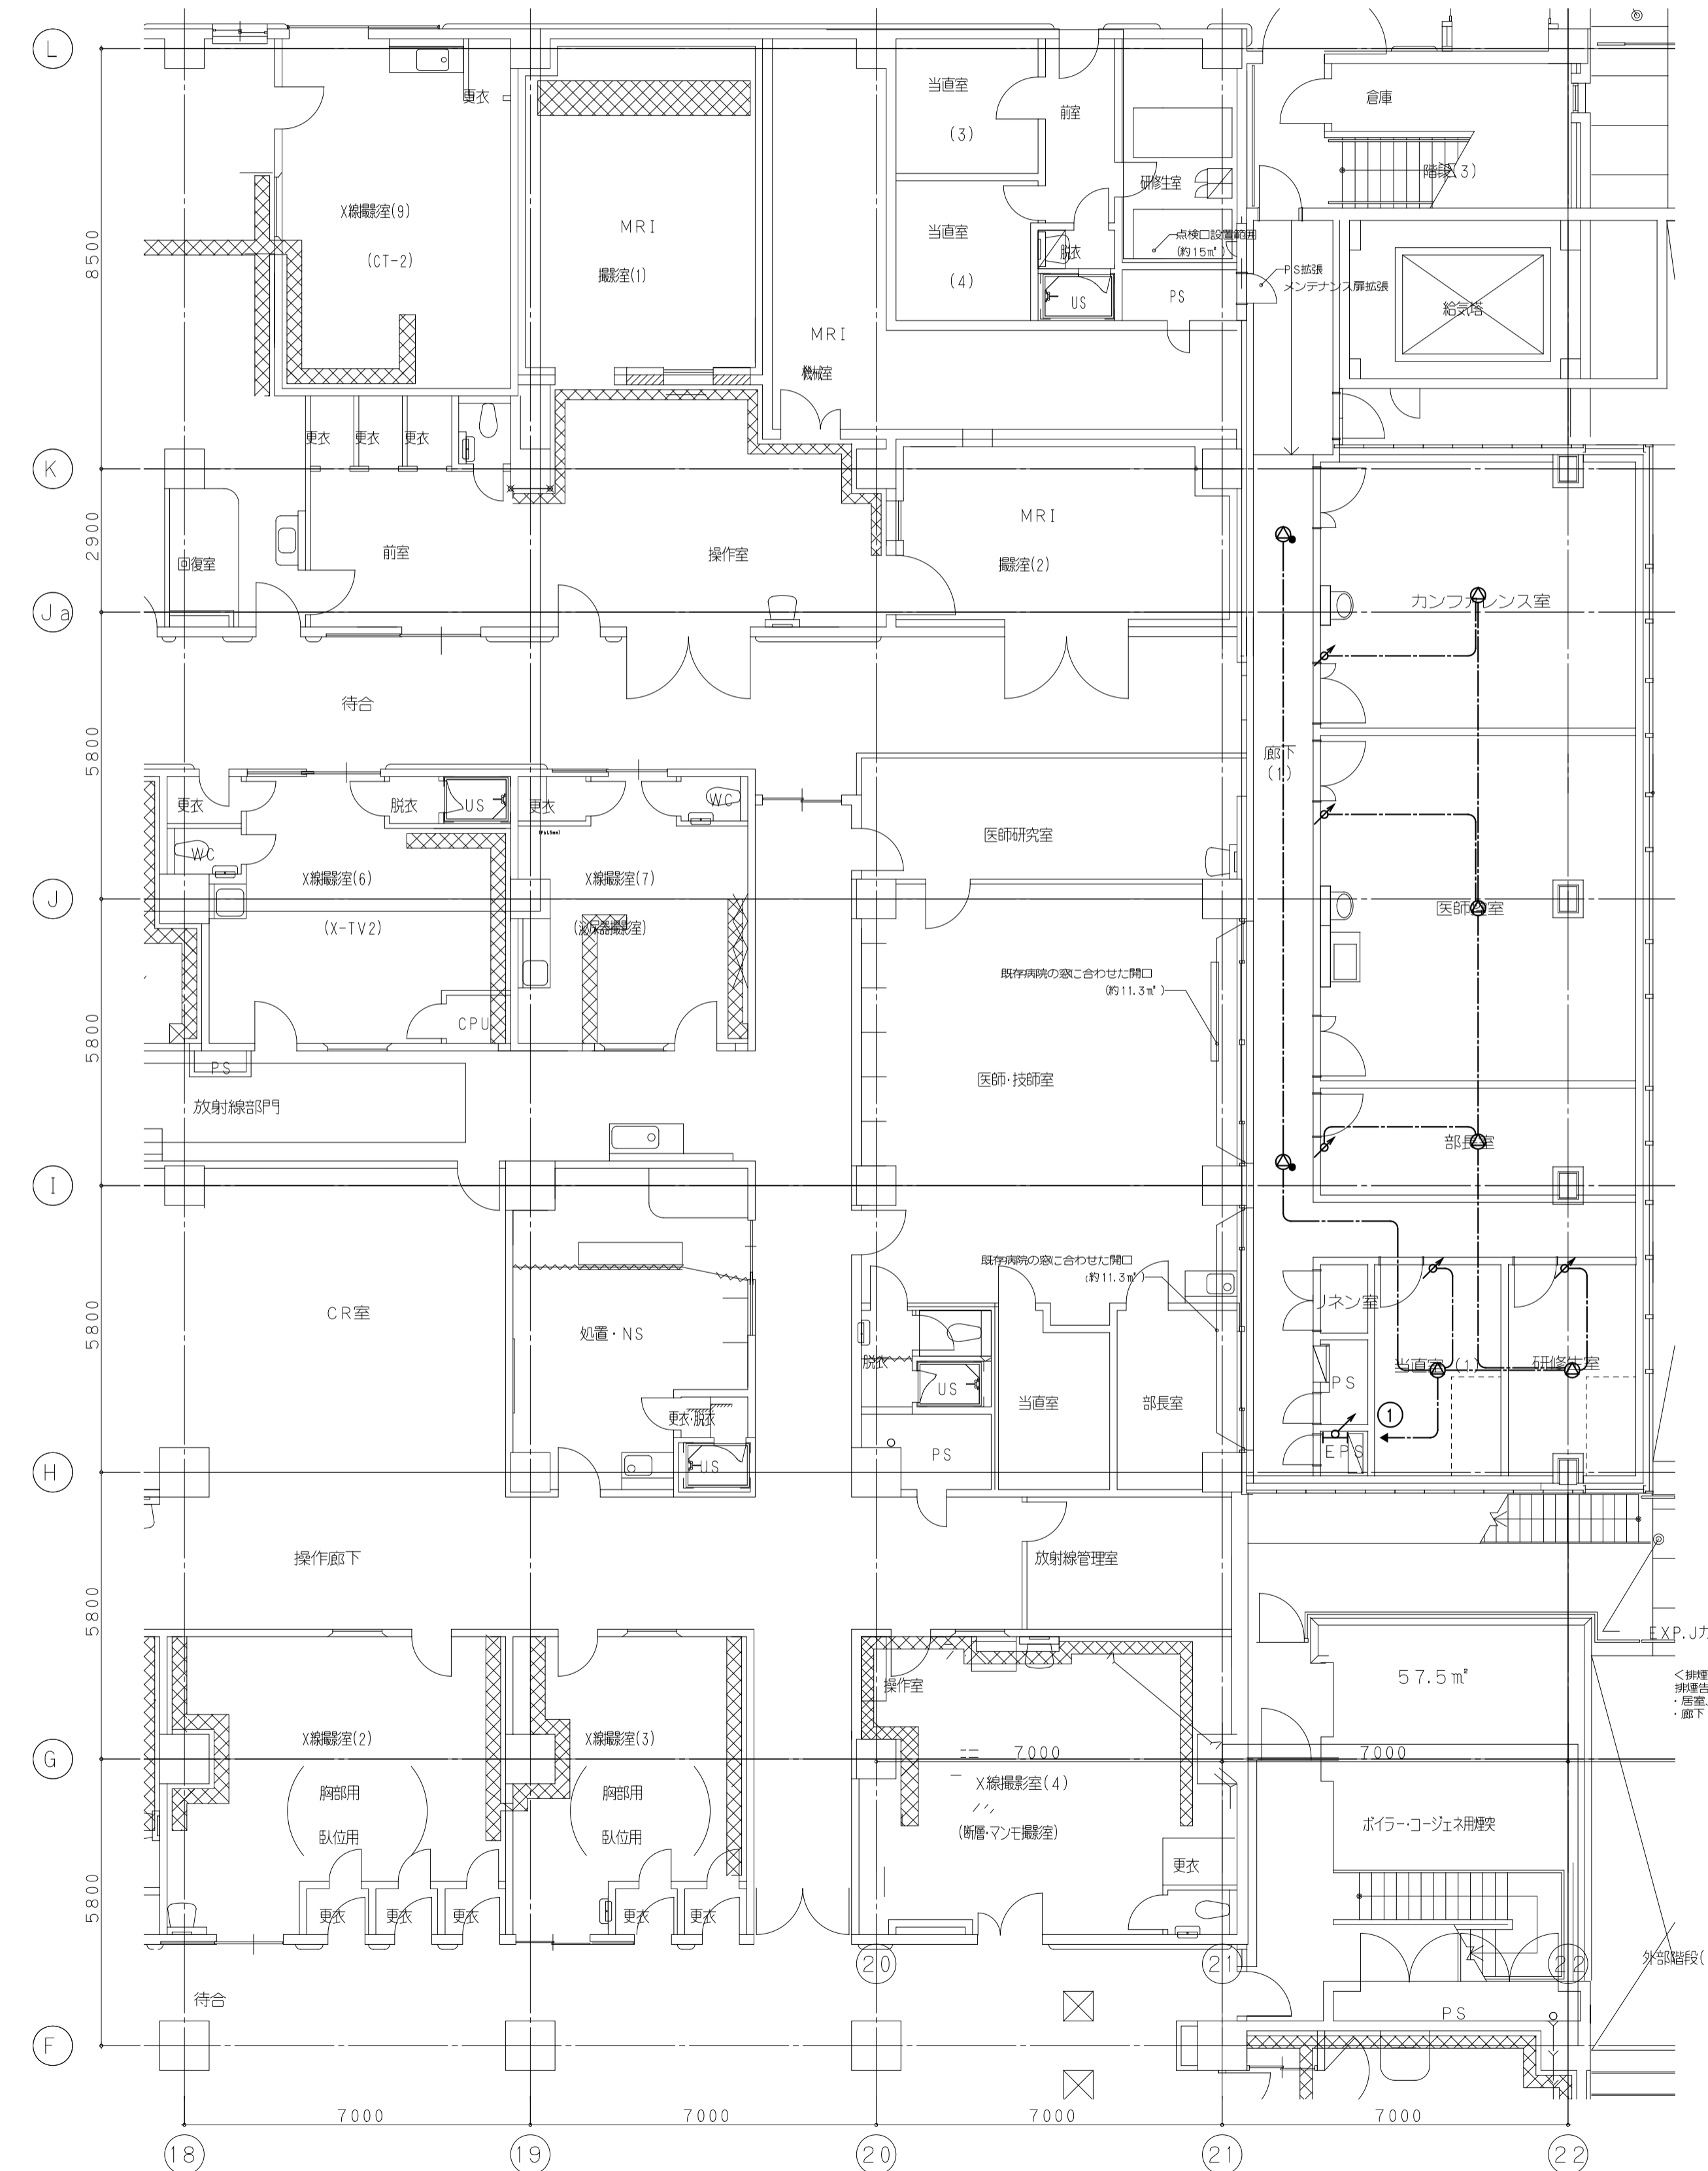 L
更衣
当直室
(3)
前室
倉庫
階段(3)
研修生室
X線撮影室(9)
(CT-2)
MRI
撮影室(1)
当直室
(4)
脱衣
点検口設置範囲
(約15㎡)
US
PS
PS拡張
メンテナンス扉拡張
給気塔
8500
MRI
機械室
更衣
更衣
更衣
K
2900
回復室
前室
操作室
MRI
撮影室(2)
カンファレンス室
Ja
待合
5800
廊下
(1)
更衣
脱衣
US
更衣
WC
WC
医師研究室
X線撮影室(6)
(X-TV2)
X線撮影室(7)
J
既存病院の窓に合わせた開口
(約11.3㎡)
5800
CPU
PS
医師・技師室
放射線部門
部長室
I
既存病院の窓に合わせた開口
(約11.3㎡)
リネン室
5800
CR室
処置・NS
脱衣
US
当直室
部長室
PS
当直室(1)
研修生室
PS
更衣・脱衣
US
1
EPS
H
操作廊下
放射線管理室
5800
EXP.J
57.5㎡
<排煙
排煙告
・居室、
・廊下
操作室
X線撮影室(2)
X線撮影室(3)
G
7000
7000
X線撮影室(4)
(断層・マンモ撮影室)
胸部用
臥位用
胸部用
臥位用
ボイラー・コージェネ用煙突
更衣
5800
更衣
更衣
更衣
更衣
更衣
20
21
22
外部階段(
待合
PS
F
7000
7000
7000
7000
18
19
20
21
22